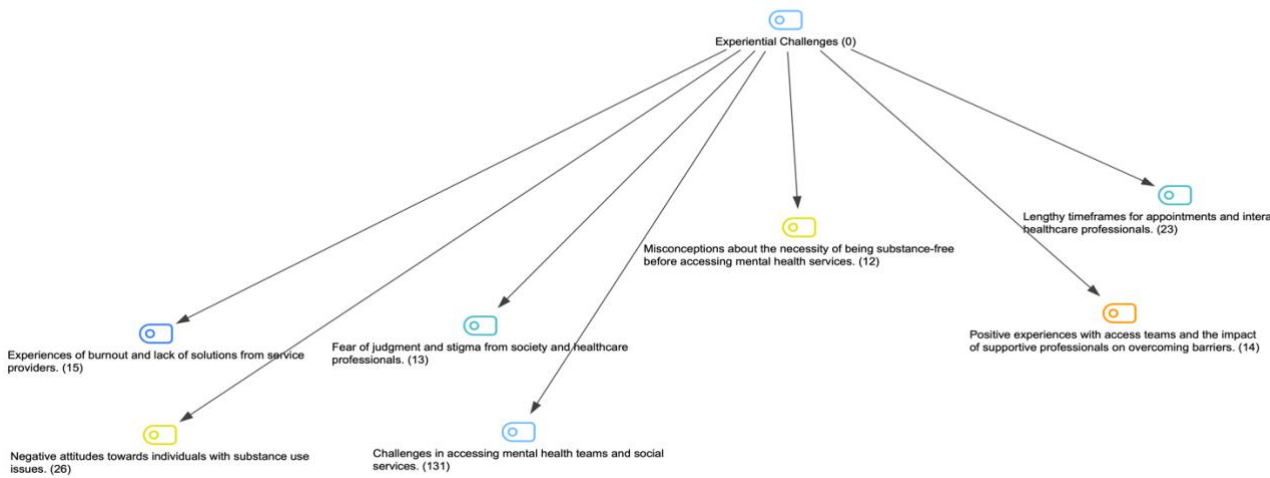 Experiential Challenges (0)
Lengthy timeframes for appointments and
healthcare professionals. (23)
Misconceptions about the necessity of being substance-free
before accessing mental health services. (12)
Positive experiences with access teams and the impact
of supportive professionals on overcoming barriers. (14)
Experiences of burnout and lack of solutions from service
providers. (15)
Fear of judgment and stigma from society and healthcare
professionals. (13)
Negative attitudes towards individuals with substance use
issues. (26)
Challenges in accessing mental health teams and social
services. (131)